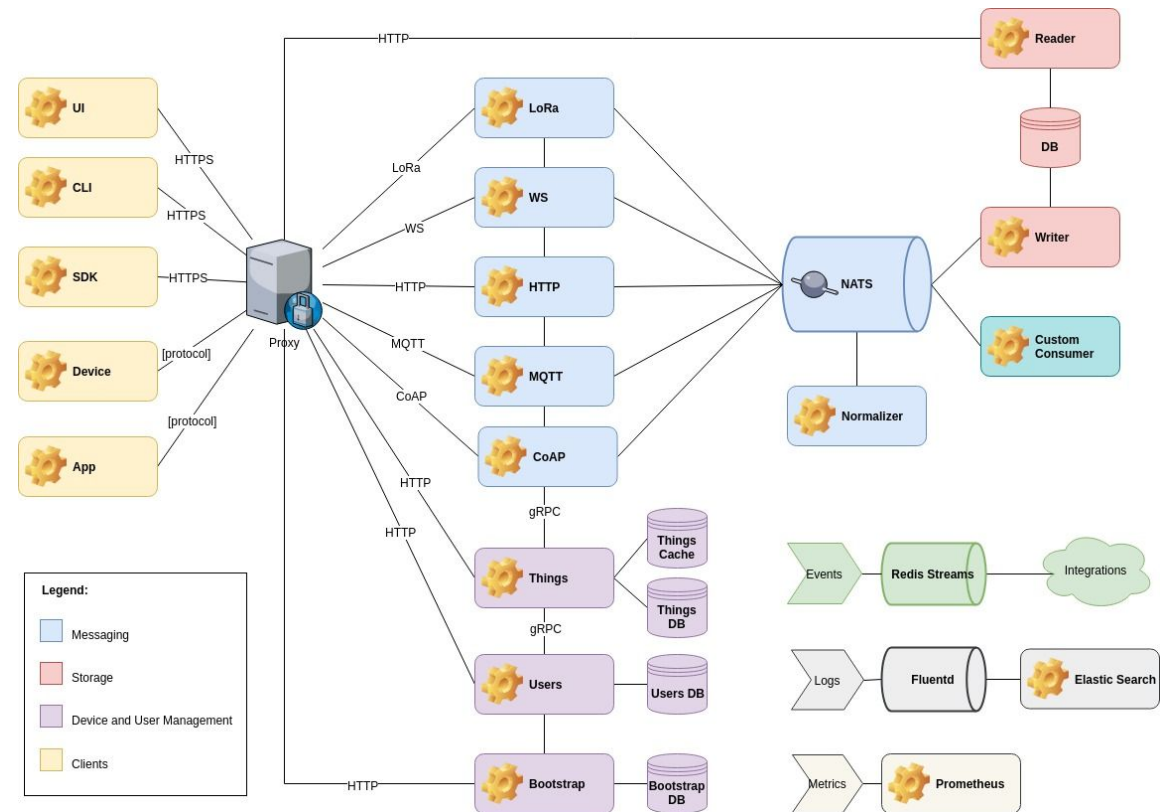 HTTP
Reader
UI
LoRa
HTTPS
DB
CLI
LoRa
WS
HTTPS
WS
Writer
SDK
HTTPS
HTTP
HTTP
NATS
Proxy
[protocol]
Device
MQTT
MQTT
Custom
Consumer
CoAP
Normalizer
[protocol]
App
CoAP
HTTP
gRPC
HTTP
Things
Cache
Things
Things
DB
gRPC
Events
Redis Streams
Integrations
Users
Users DB
Logs
Fluentd
Elastic Search
HTTP
Bootstrap
Bootstrap
DB
Metrics
Prometheus
Legend:
Messaging
Storage
Device and User Management
Clients